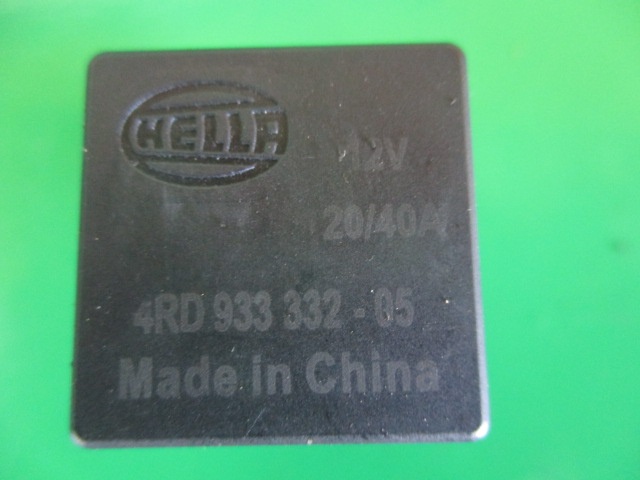 HELLA
12V
20/40A
4RD 933 332 - 05
Made in China